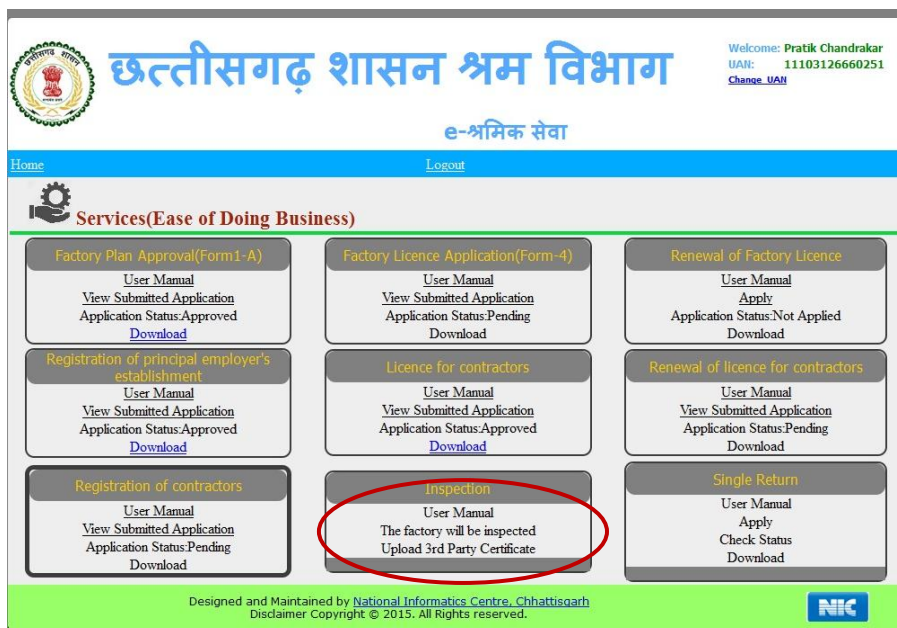 छत्तीसगढ़ शासन श्रम विभाग
Welcome: Pratik Chandrakar
UAN: 11103126660251
Change UAN
e-श्रमिक सेवा
Home
Logout
Services(Ease of Doing Business)
Factory Plan Approval(Form1-A)
User Manual
View Submitted Application
Application Status:Approved
Download
Factory Licence Application(Form-4)
User Manual
View Submitted Application
Application Status:Pending
Download
Renewal of Factory Licence
User Manual
Apply
Application Status:Not Applied
Download
Registration of principal employer's
establishment
User Manual
View Submitted Application
Application Status:Approved
Download
Licence for contractors
User Manual
View Submitted Application
Application Status:Approved
Download
Renewal of licence for contractors
User Manual
View Submitted Application
Application Status:Pending
Download
Registration of contractors
User Manual
View Submitted Application
Application Status:Pending
Download
Inspection
User Manual
The factory will be inspected
Upload 3rd Party Certificate
Single Return
User Manual
Apply
Check Status
Download
Designed and Maintained by National Informatics Centre, Chhattisgarh
Disclaimer Copyright © 2015. All Rights reserved.
NIC